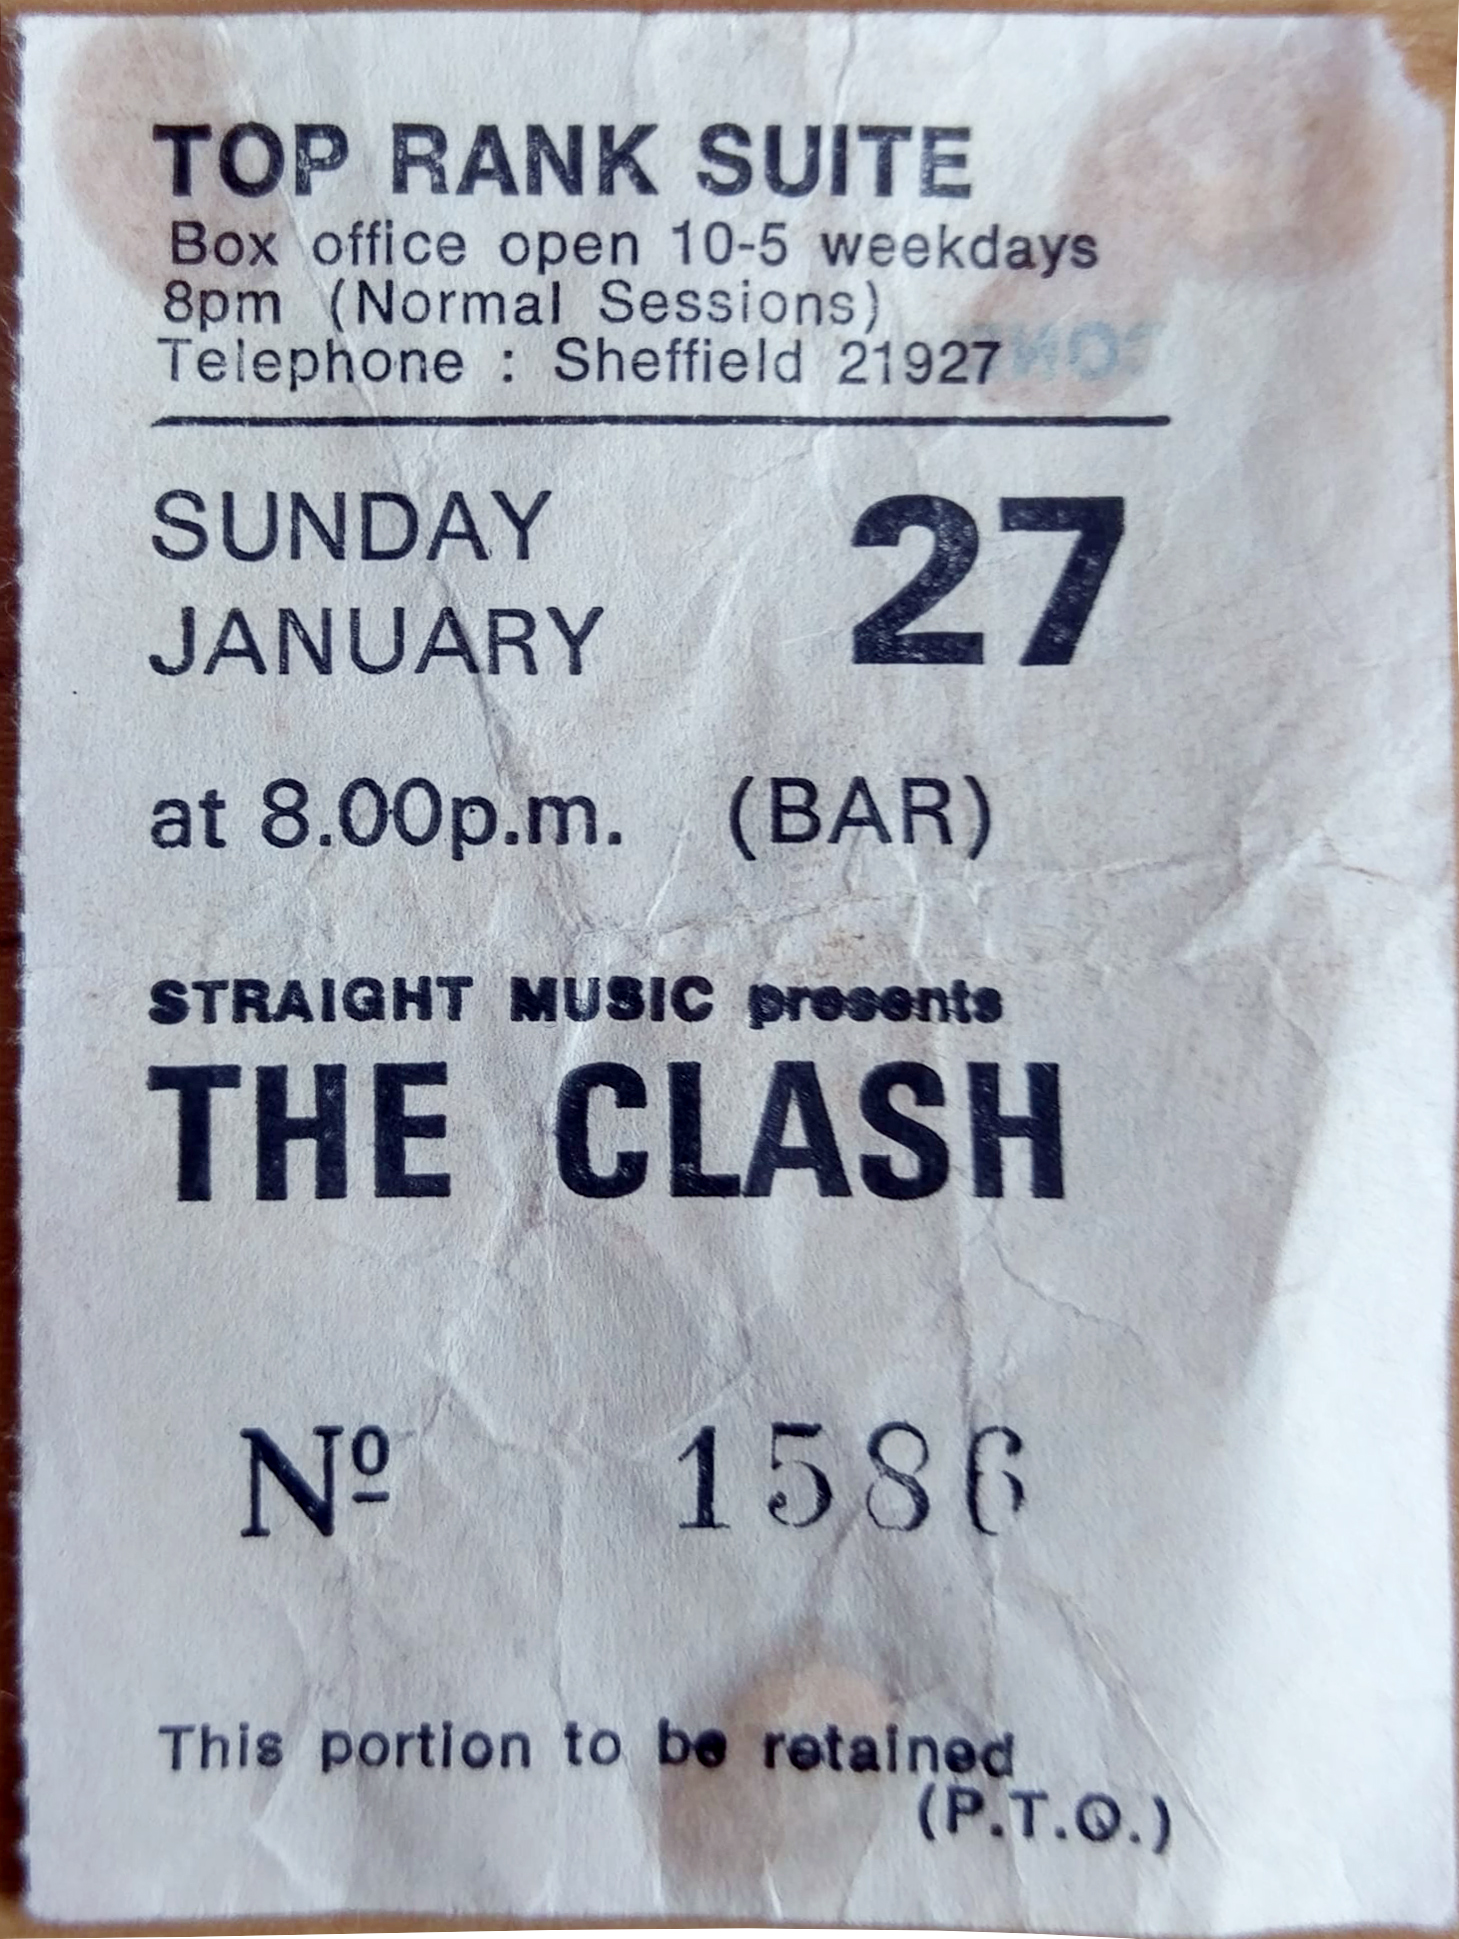 TOP RANK SUITE
Box office open 10-5 weekdays
8pm (Normal Sessions)
Telephone : Sheffield 21927
SUNDAY 27
JANUARY
at 8.00p.m. (BAR)
STRAIGHT MUSIC presents
THE CLASH
Nº 1586
This portion to be retained
(P.T.O.)